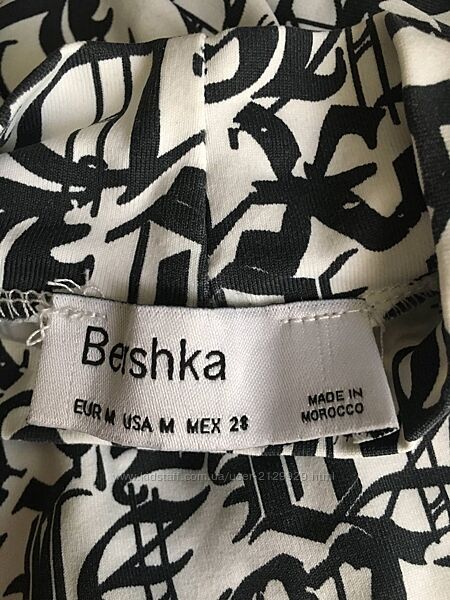 Bershka
EUR M USA M MEX 28
MADE IN
MOROCCO